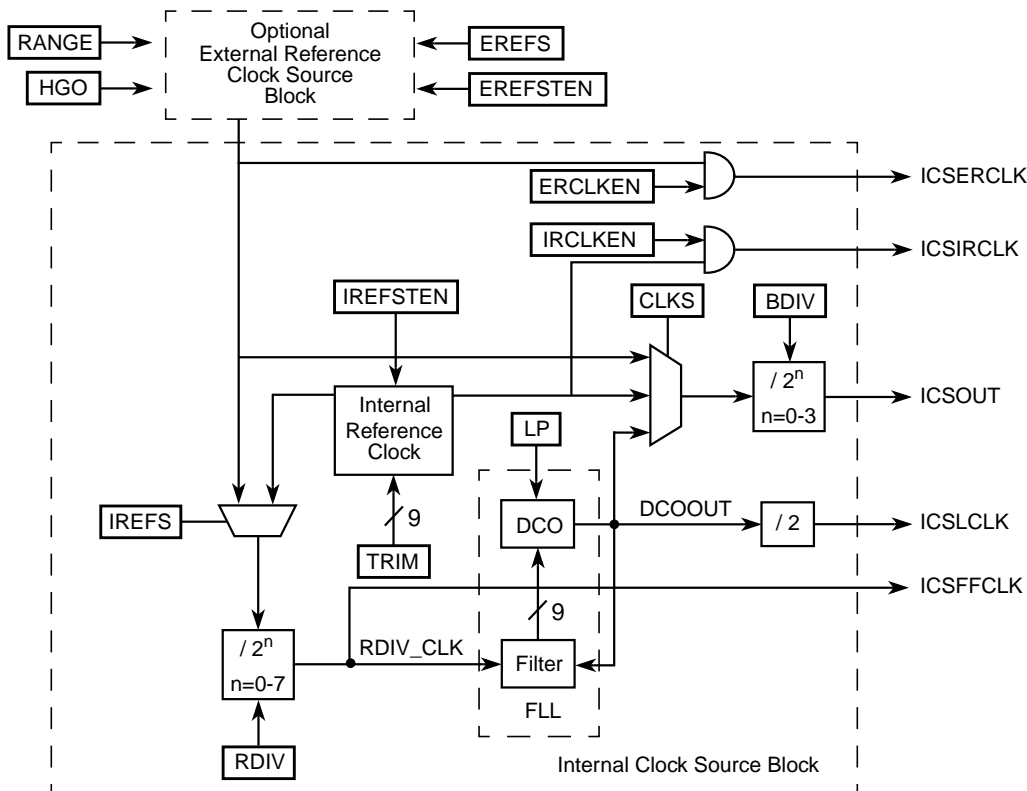 RANGE
HGO
Optional
External Reference
Clock Source
Block
EREFS
EREFSTEN
ERCLKEN
ICSERCLK
IRCLKEN
ICSIRCLK
IREFSTEN
CLKS
BDIV
Internal
Reference
Clock
/ 2n
n=0-3
ICSOUT
LP
IREFS
9
TRIM
DCO
DCOOUT
/ 2
ICSLCLK
ICSFFCLK
9
/ 2n
n=0-7
RDIV_CLK
Filter
FLL
RDIV
Internal Clock Source Block